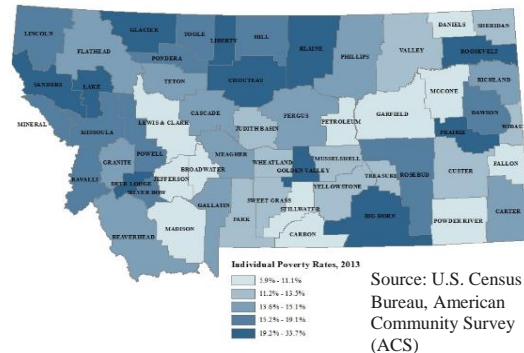 DANIELS
SHERIDAN
LINCOLN
GLACIER
TOOLE
LIBERTY
HILL
BLAINE
PHILLIPS
VALLEY
ROOSEVELT
FLATHEAD
PONDERA
RICHLAND
SANDERS
LAKE
TETON
CHOUTEAU
MCCONE
GARFIELD
DAWSON
MINERAL
MISSOULA
LEWIS & CLARK
CASCADE
JUDITH BAHN
FERGUS
PETROLEUM
PRAIRIE
GRANITE
POWELL
MEAGHER
WHEATLAND
MUSSELSHELL
GOLDEN VALLEY
FALLON
RAVALLI
DEER LODGE
JEFFERSON
BROADWATER
SILVER BOW
TREASURE
ROSEBUD
CUSTER
YELLOWSTONE
GALLATIN
SWEET GRASS
STILLWATER
PARK
BIG HORN
CARTER
BEAVERHEAD
MADISON
CARBON
POWDER RIVER
Individual Poverty Rates, 2013
5.9% - 11.1%
11.2% - 13.5%
13.6% - 15.1%
15.2% - 19.1%
19.2% - 33.7%
Source: U.S. Census
Bureau, American
Community Survey
(ACS)